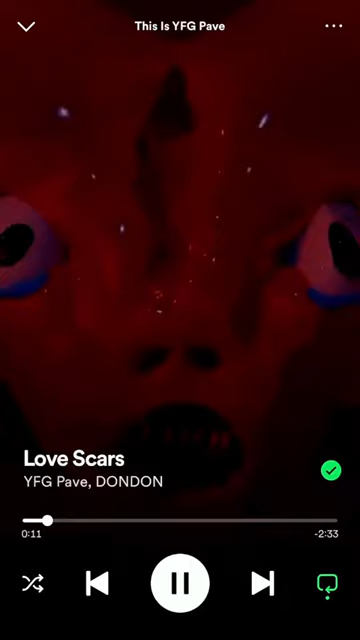 This Is YFG Pave
Love Scars
YFG Pave, DONDON
0:11
-2:33